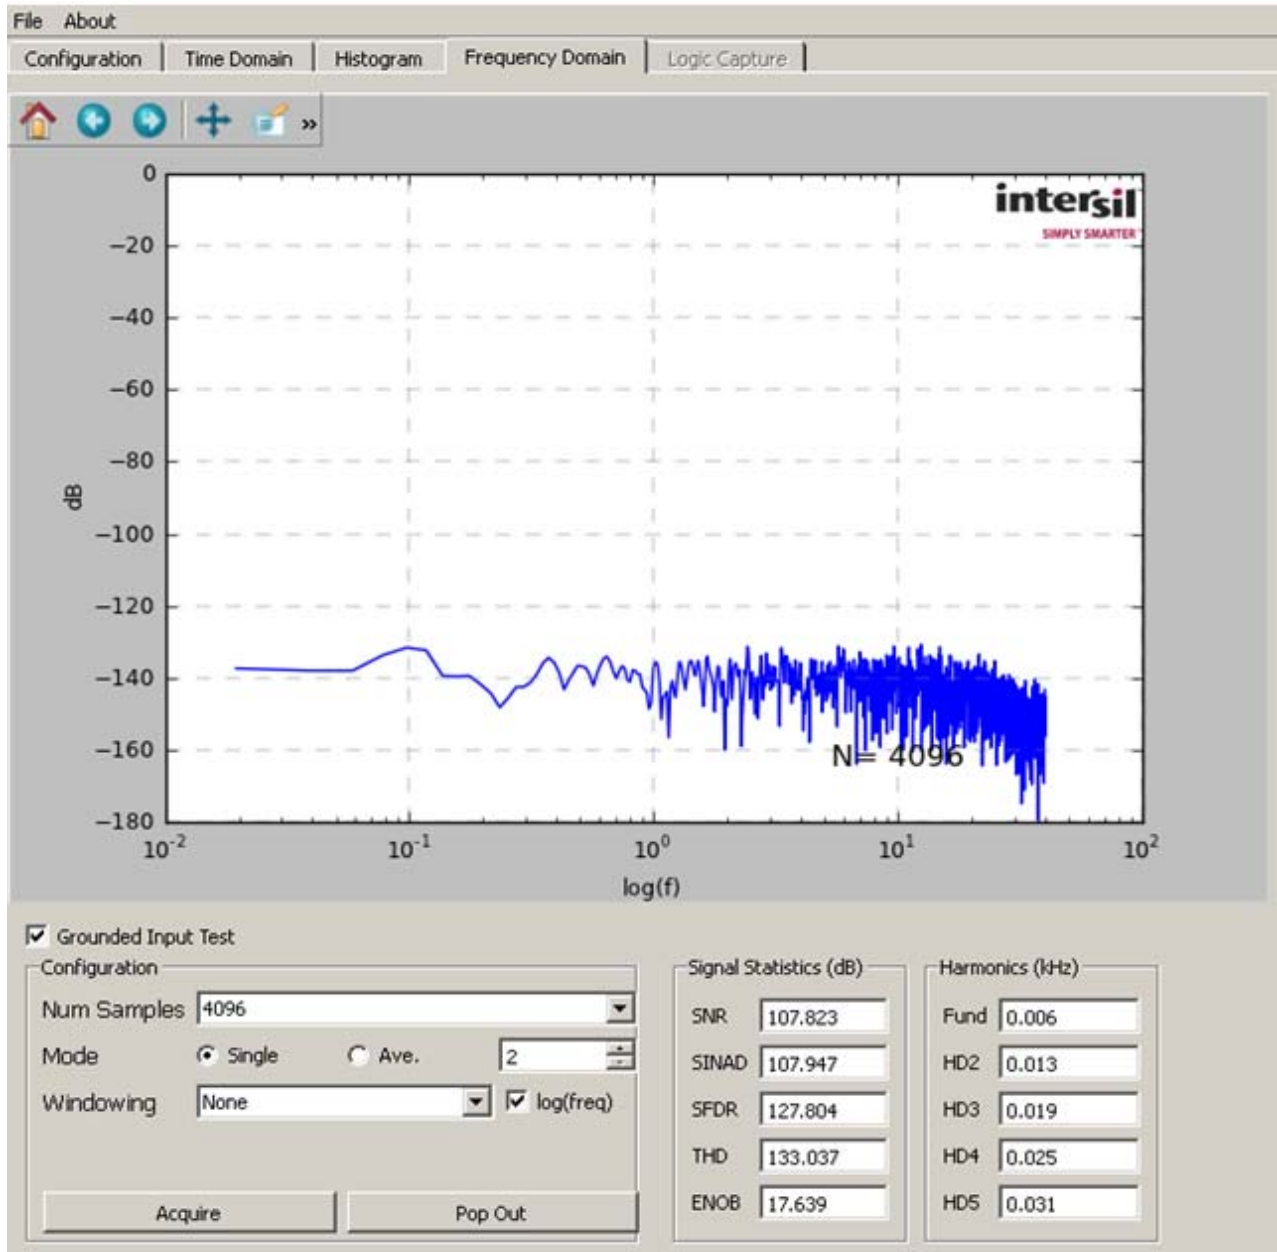 File About
Configuration Time Domain Histogram Frequency Domain Logic Capture
»
intersil
SIMPLY SMARTER
0
−20
−40
−60
−80
−100
−120
−140
−160
−180
dB
N= 4096
10-2 10-1 100 101 102
log(f)
Grounded Input Test
Configuration
Num Samples 4096
Mode Single Ave. 2
Windowing None log(freq)
Acquire Pop Out
Signal Statistics (dB)
SNR 107.823
SINAD 107.947
SFDR 127.804
THD 133.037
ENOB 17.639
Harmonics (kHz)
Fund 0.006
HD2 0.013
HD3 0.019
HD4 0.025
HD5 0.031